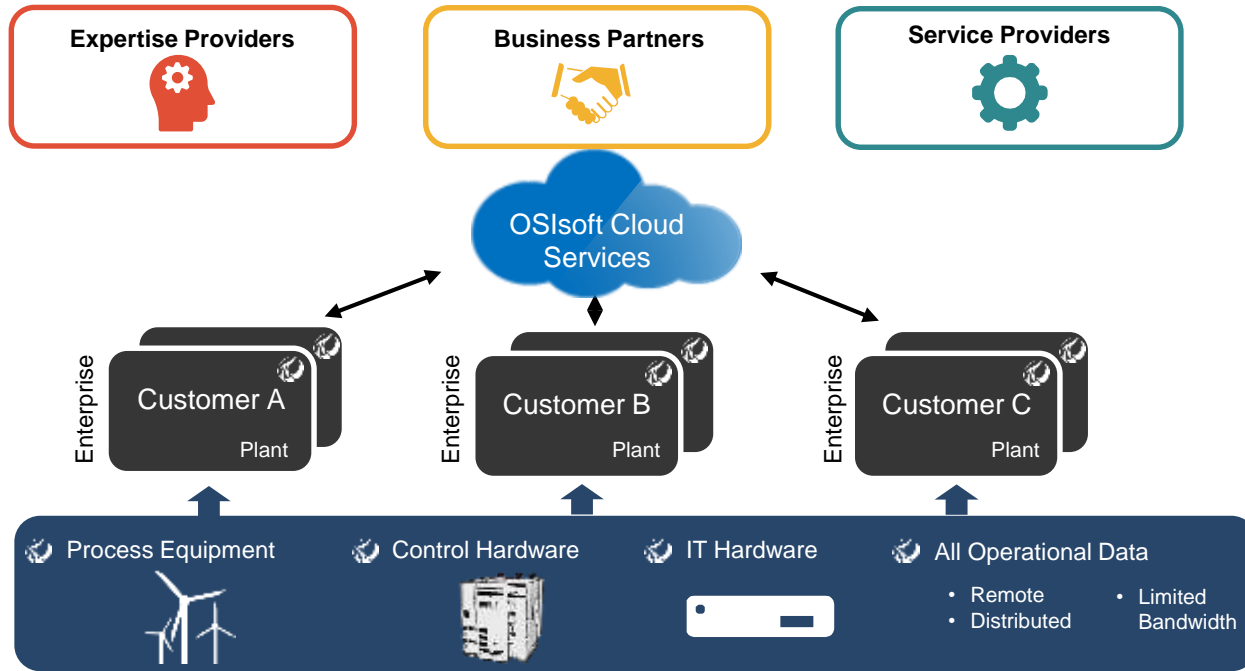 Expertise Providers
Business Partners
Service Providers
OSIsoft Cloud
Services
Enterprise
Customer A
Plant
Enterprise
Customer B
Plant
Enterprise
Customer C
Plant
Process Equipment
Control Hardware
IT Hardware
All Operational Data
• Remote
• Distributed
• Limited
Bandwidth